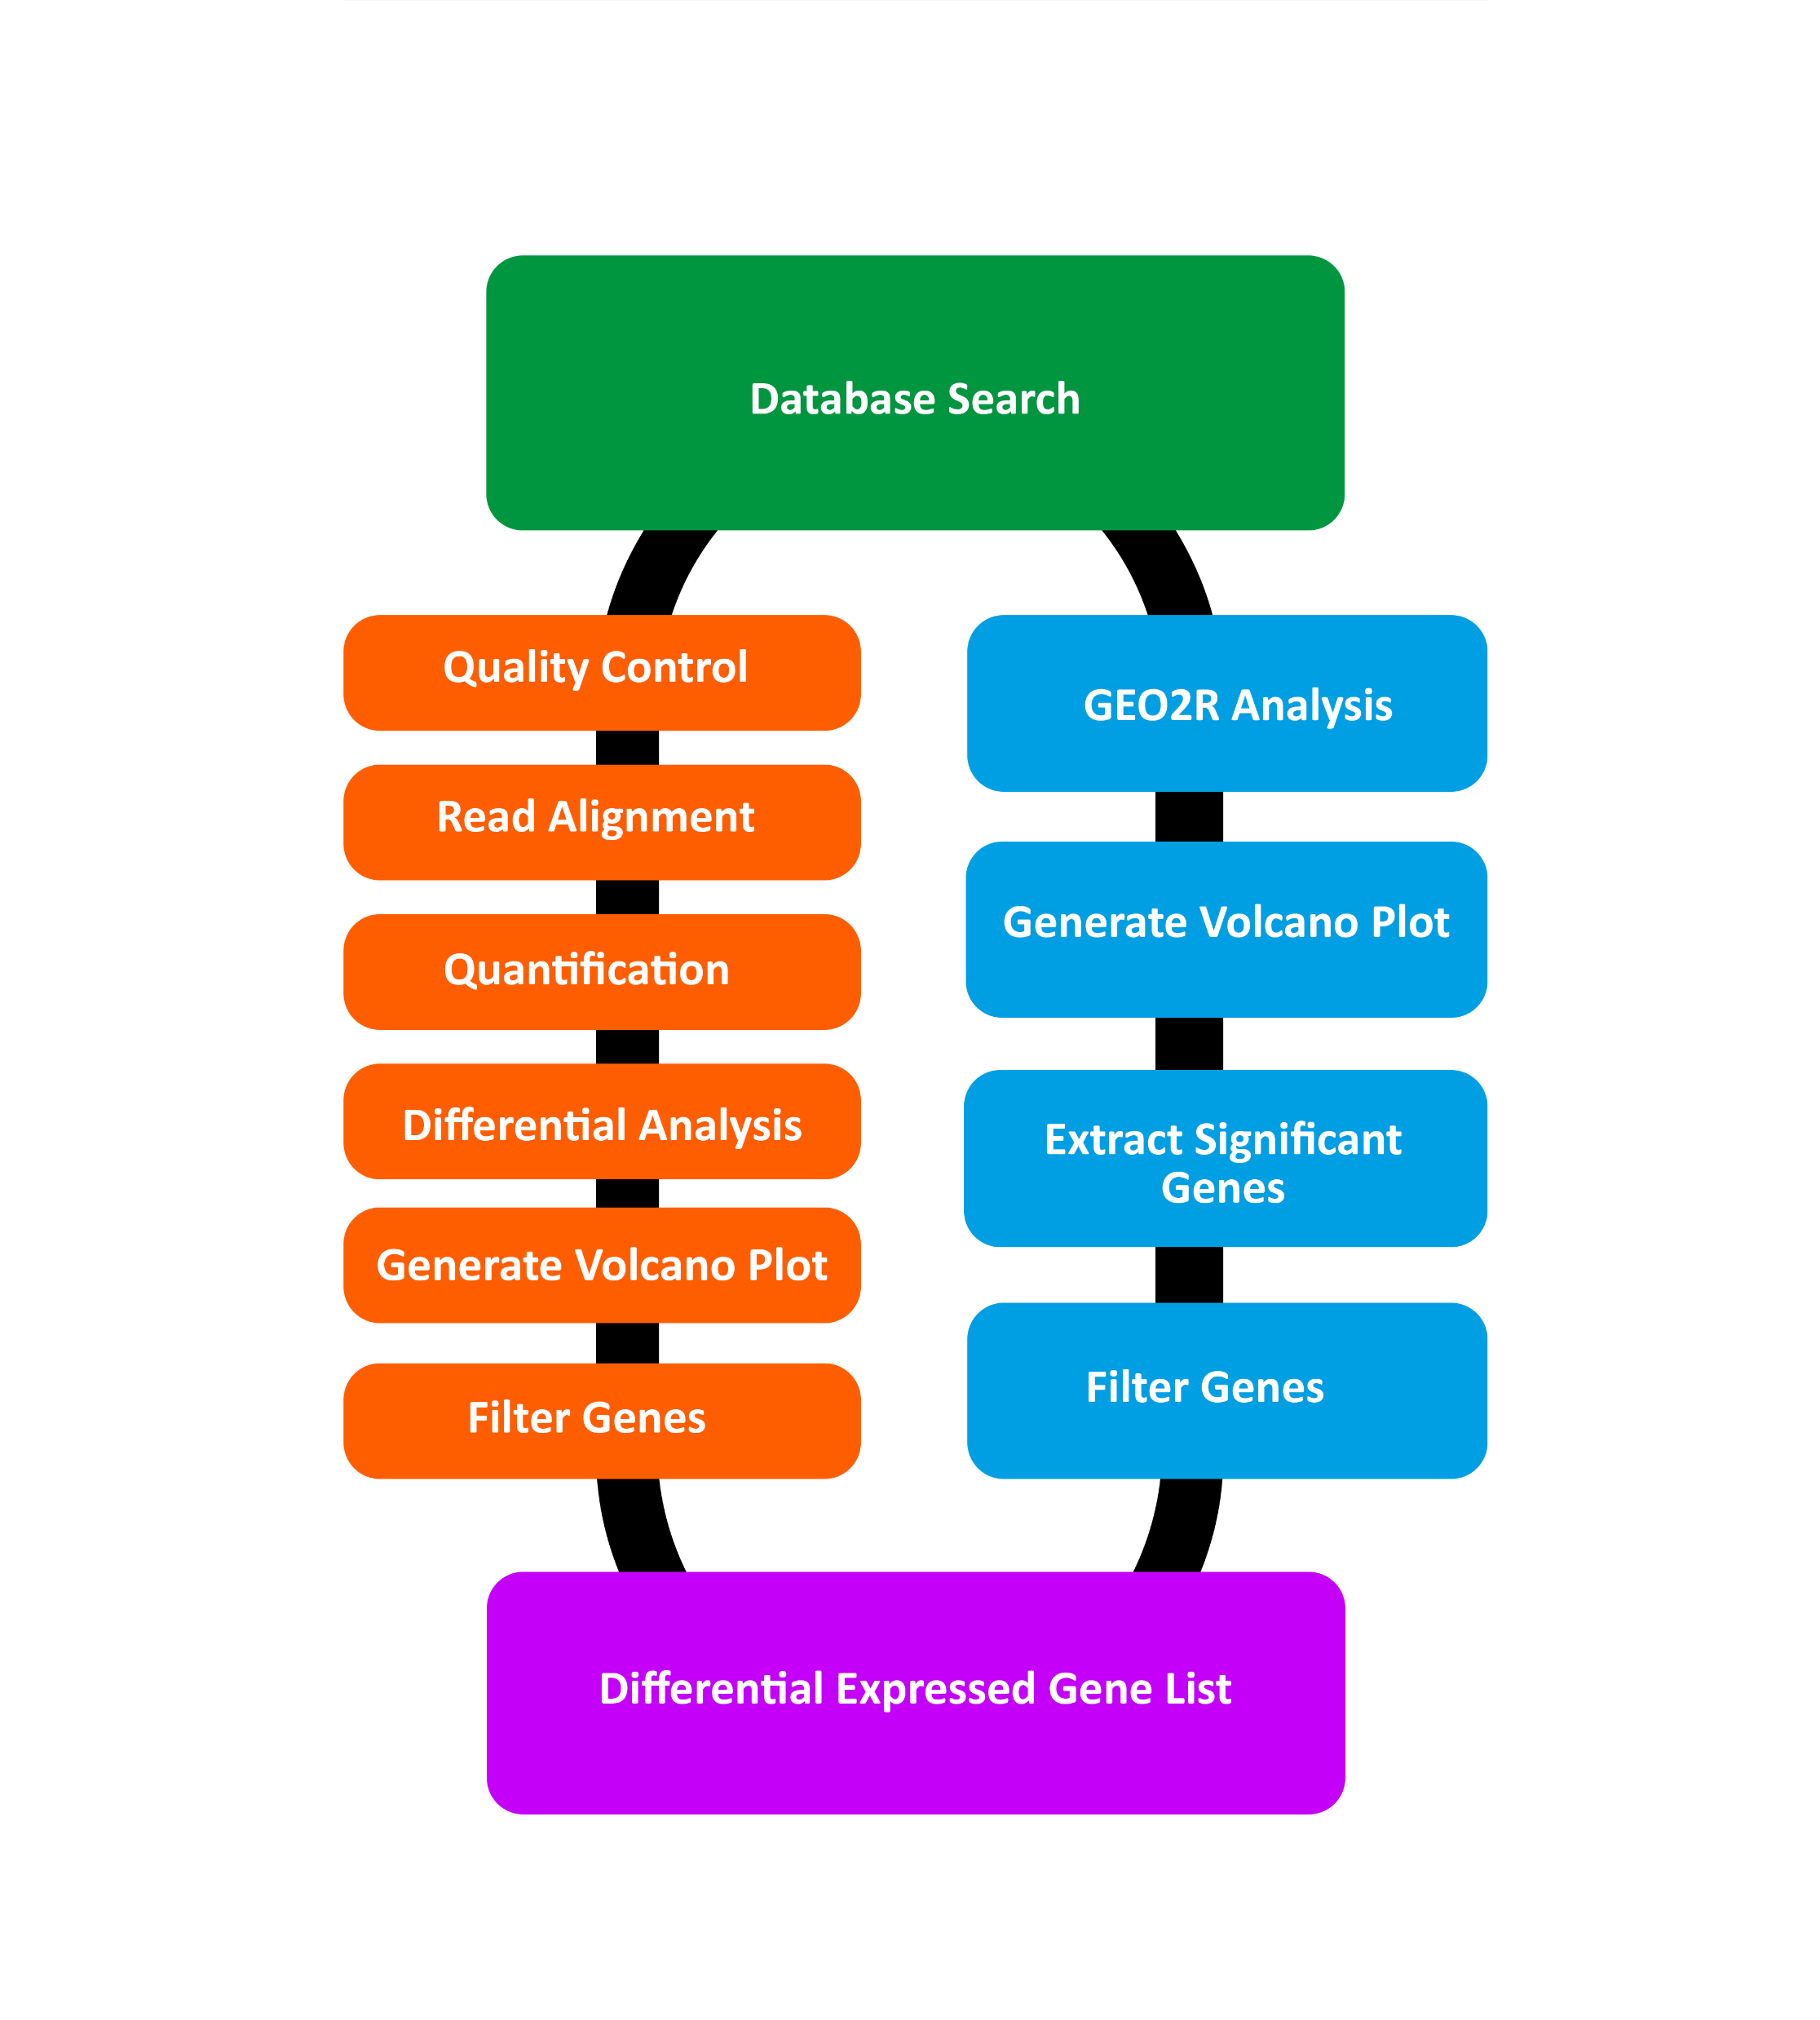 Database Search
Quality Control
Read Alignment
Quantification
Differential Analysis
Generate Volcano Plot
Filter Genes
GEO2R Analysis
Generate Volcano Plot
Extract Significant
Genes
Filter Genes
Differential Expressed Gene List